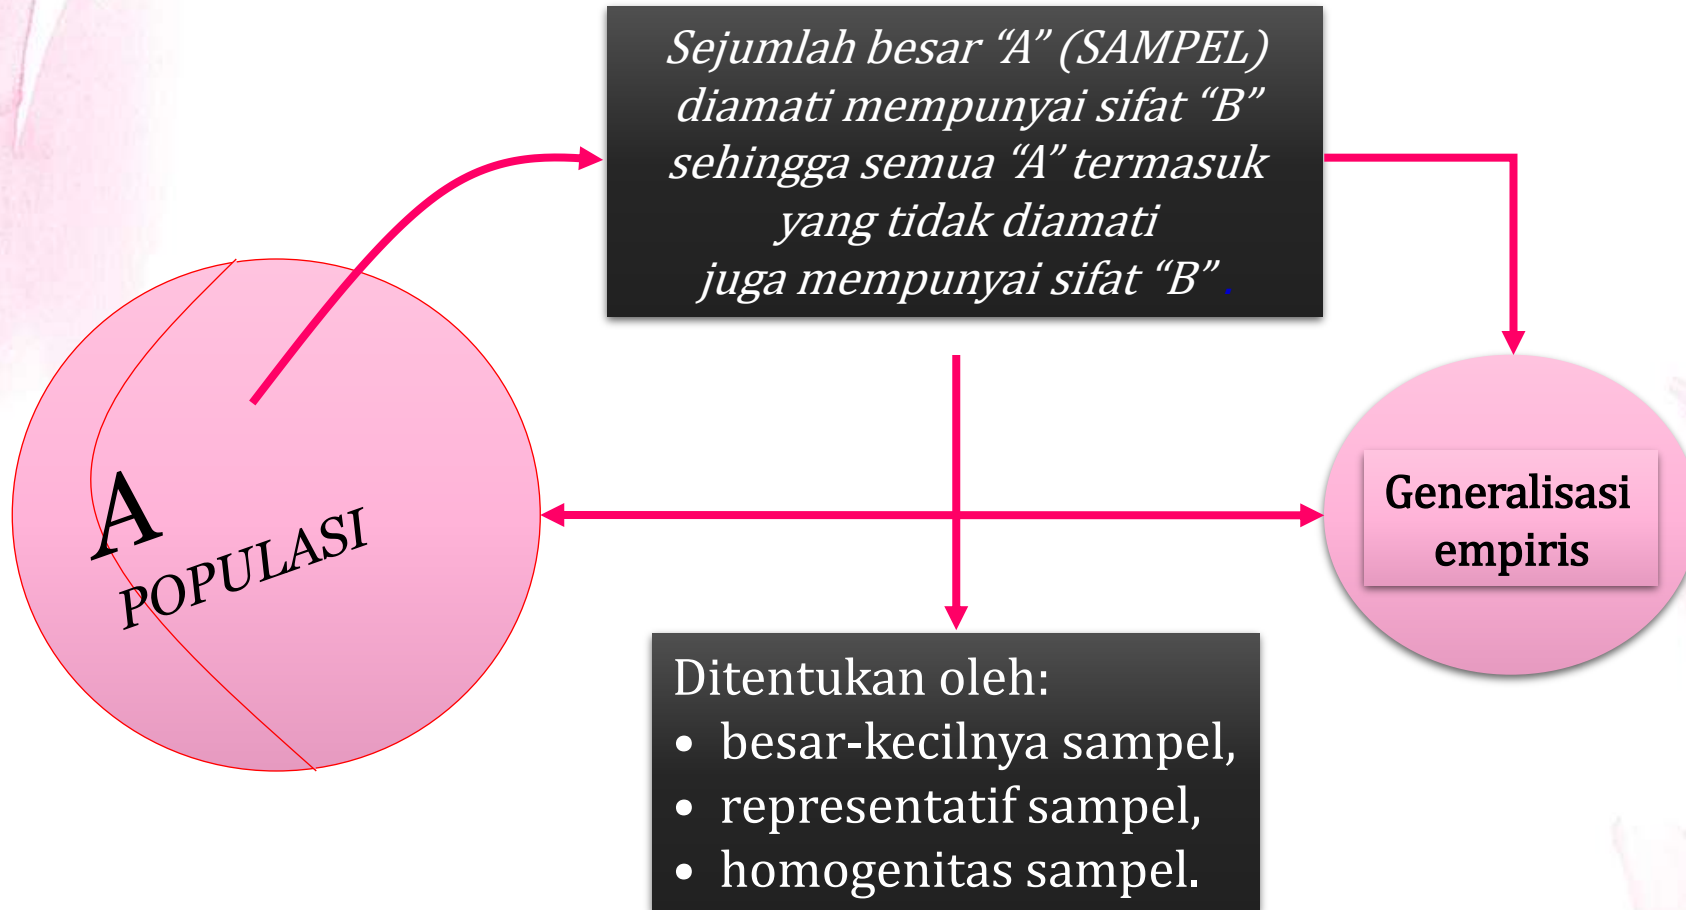 Sejumlah besar “A” (SAMPEL)
diamati mempunyai sifat “B”
sehingga semua “A” termasuk
yang tidak diamati
juga mempunyai sifat “B” .
A
POPULASI
Generalisasi
empiris
Ditentukan oleh:
• besar-kecilnya sampel,
• representatif sampel,
• homogenitas sampel.